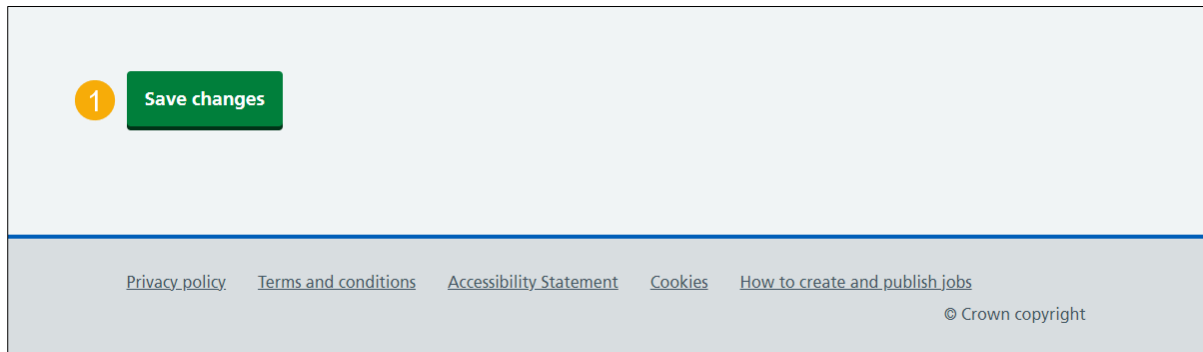 1 Save changes
Privacy policy Terms and conditions Accessibility Statement Cookies How to create and publish jobs
© Crown copyright